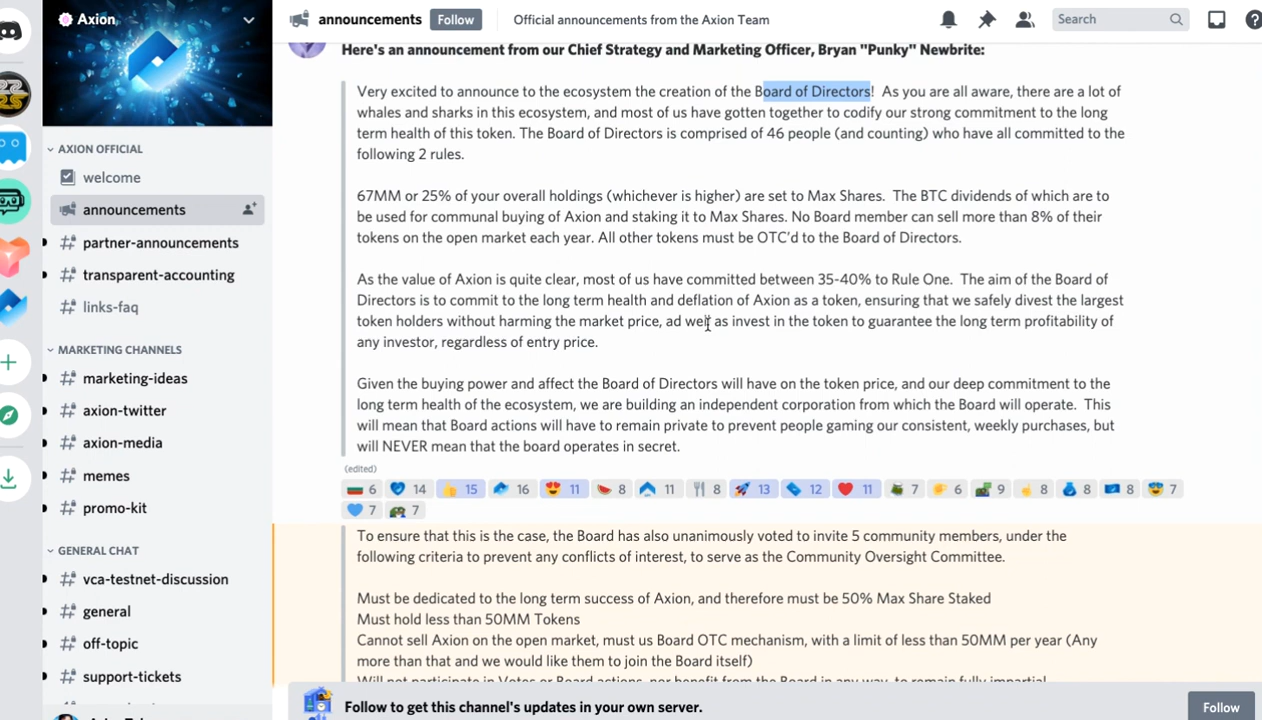 Axion
announcements
Follow
Official announcements from the Axion Team
Search
Here's an announcement from our Chief Strategy and Marketing Officer, Bryan "Punky" Newbrite:
Very excited to announce to the ecosystem the creation of the Board of Directors!  As you are all aware, there are a lot of
whales and sharks in this ecosystem, and most of us have gotten together to codify our strong commitment to the long
term health of this token. The Board of Directors is comprised of 46 people (and counting) who have all committed to the
following 2 rules.
67MM or 25% of your overall holdings (whichever is higher) are set to Max Shares.  The BTC dividends of which are to
be used for communal buying of Axion and staking it to Max Shares. No Board member can sell more than 8% of their
tokens on the open market each year. All other tokens must be OTC'd to the Board of Directors.
As the value of Axion is quite clear, most of us have committed between 35-40% to Rule One.  The aim of the Board of
Directors is to commit to the long term health and deflation of Axion as a token, ensuring that we safely divest the largest
token holders without harming the market price, ad well as invest in the token to guarantee the long term profitability of
any investor, regardless of entry price.
Given the buying power and affect the Board of Directors will have on the token price, and our deep commitment to the
long term health of the ecosystem, we are building an independent corporation from which the Board will operate.  This
will mean that Board actions will have to remain private to prevent people gaming our consistent, weekly purchases, but
will NEVER mean that the board operates in secret.
(edited)
6 14 15 16 11 8 11 8 13 12 11 7 6 9 8 8 8 7
7 7
To ensure that this is the case, the Board has also unanimously voted to invite 5 community members, under the
following criteria to prevent any conflicts of interest, to serve as the Community Oversight Committee.
Must be dedicated to the long term success of Axion, and therefore must be 50% Max Share Staked
Must hold less than 50MM Tokens
Cannot sell Axion on the open market, must us Board OTC mechanism, with a limit of less than 50MM per year (Any
more than that and we would like them to join the Board itself)
Will not participate in Votes or Board actions, nor benefit from the Board in any way, to remain fully impartial
Follow to get this channel's updates in your own server.
Follow
AXION OFFICIAL
welcome
announcements
partner-announcements
transparent-accounting
links-faq
MARKETING CHANNELS
marketing-ideas
axion-twitter
axion-media
memes
promo-kit
GENERAL CHAT
vca-testnet-discussion
general
off-topic
support-tickets